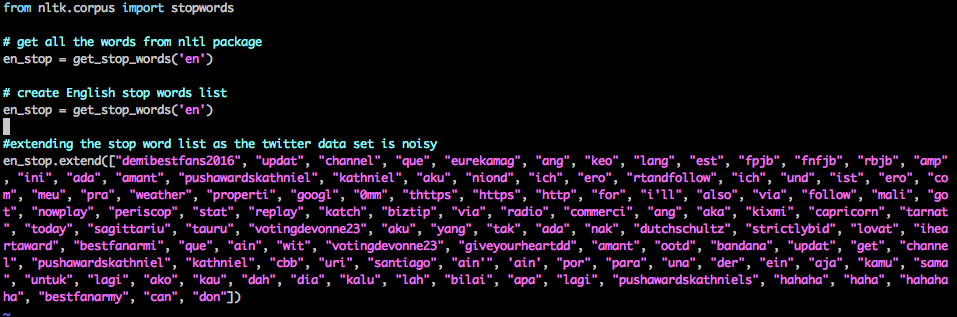 from nltk.corpus import stopwords
# get all the words from nltl package
en_stop = get_stop_words('en')
# create English stop words list
en_stop = get_stop_words('en')
#extending the stop word list as the twitter data set is noisy
en_stop.extend(["demibestfans2016", "updat", "channel", "que", "eurekamag", "ang", "keo", "lang", "est", "fpjb", "fnfjb", "rbjb", "amp"
, "ini", "ada", "amant", "pushawardskathniel", "kathniel", "aku", "niond", "ich", "ero", "rtandfollow", "ich", "und", "ist", "ero", "co
m", "meu", "pra", "weather", "properti", "googl", "0mm", "thttps", "https", "http", "for", "i'll", "also", "via", "follow", "mali", "go
t", "nowplay", "periscop", "stat", "replay", "katch", "biztip", "via", "radio", "commerci", "ang", "aka", "kixmi", "capricorn", "tarnat
", "today", "sagittariu", "tauru", "votingdevonne23", "aku", "yang", "tak", "ada", "nak", "dutchschultz", "strictlybid", "lovat", "ihea
rtaward", "bestfanarmi", "que", "ain", "wit", "votingdevonne23", "giveyourheartdd", "amant", "ootd", "bandana", "updat", "get", "channe
l", "pushawardskathniel", "kathniel", "cbb", "uri", "santiago", "ain'", 'ain', "por", "para", "una", "der", "ein", "aja", "kamu", "sama
", "untuk", "lagi", "ako", "kau", "dah", "dia", "kalu", "lah", "bilai", "apa", "lagi", "pushawardskathniels", "hahaha", "haha", "hahaha
ha", "bestfanarmy", "can", "don"])
~